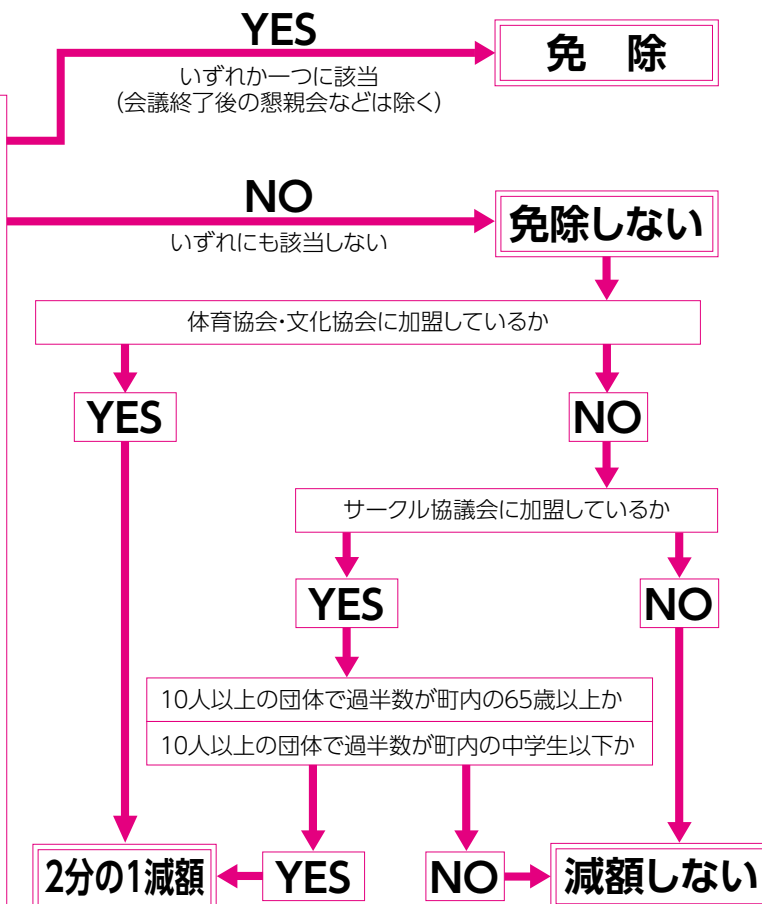 YES
免　除
いずれか一つに該当
(会議終了後の懇親会などは除く)
NO
免除しない
いずれにも該当しない
体育協会・文化協会に加盟しているか
YES
NO
サークル協議会に加盟しているか
YES
NO
10人以上の団体で過半数が町内の65歳以上か
10人以上の団体で過半数が町内の中学生以下か
2分の1減額
YES
NO
減額しない